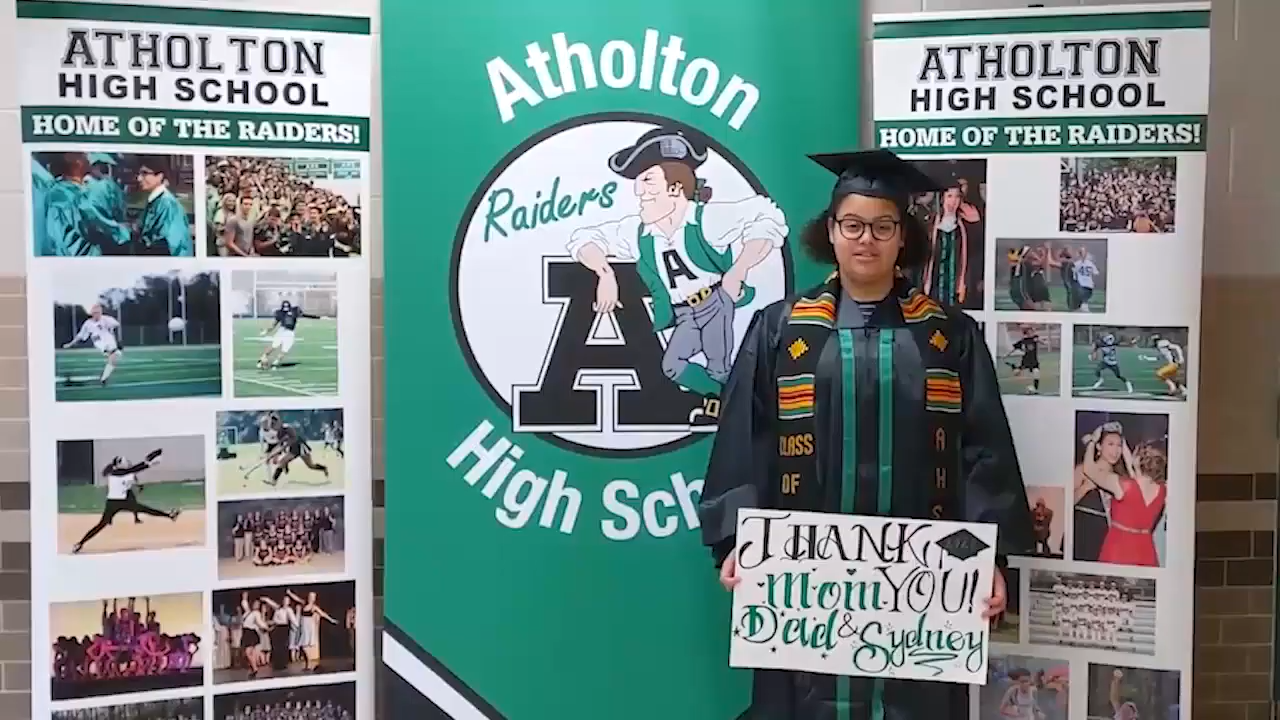 ATHOLTON
HIGH SCHOOL
HOME OF THE RAIDERS!
Atholton
Raiders
A
A
High Sch
ATHOLTON
HIGH SCHOOL
HOME OF THE RAIDERS!
CLASS
OF
AHS
THANK
YOU!
Mom
Dad &
Sydney